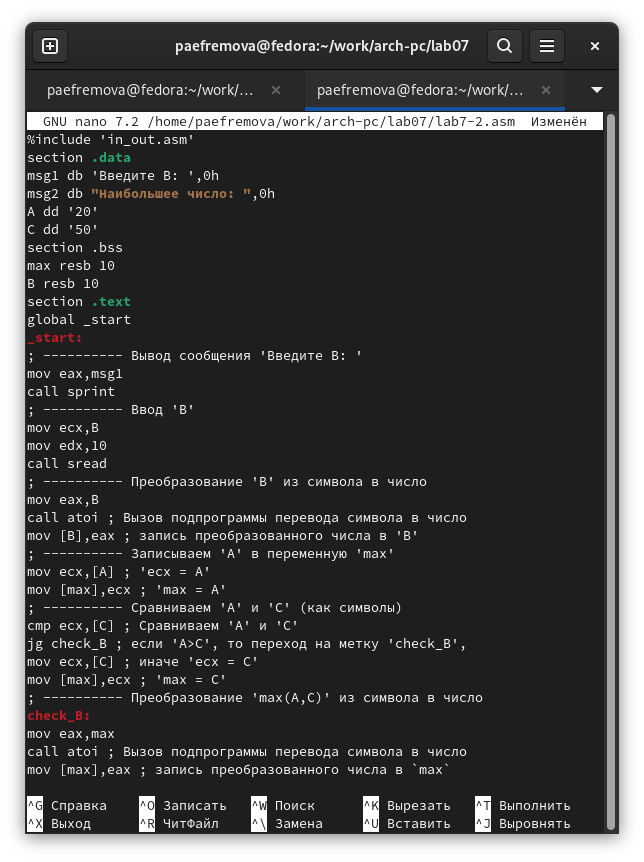 paefremova@fedora:~/work/arch-pc/lab07
paefremova@fedora:~/work/... paefremova@fedora:~/work/...
GNU nano 7.2 /home/paefremova/work/arch-pc/lab07/lab7-2.asm Изменён
%include 'in_out.asm'
section .data
msg1 db 'Введите B: ',0h
msg2 db "Наибольшее число: ",0h
A dd '20'
C dd '50'
section .bss
max resb 10
B resb 10
section .text
global _start
_start:
; ---------- Вывод сообщения 'Введите B: '
mov eax,msg1
call sprint
; ---------- Ввод 'B'
mov ecx,B
mov edx,10
call sread
; ---------- Преобразование 'B' из символа в число
mov eax,B
call atoi ; Вызов подпрограммы перевода символа в число
mov [B],eax ; запись преобразованного числа в 'B'
; ---------- Записываем 'A' в переменную 'max'
mov ecx,[A] ; 'ecx = A'
mov [max],ecx ; 'max = A'
; ---------- Сравниваем 'A' и 'С' (как символы)
cmp ecx,[C] ; Сравниваем 'A' и 'С'
jg check_B ; если 'A>C', то переход на метку 'check_B',
mov ecx,[C] ; иначе 'ecx = C'
mov [max],ecx ; 'max = C'
; ---------- Преобразование 'max(A,C)' из символа в число
check_B:
mov eax,max
call atoi ; Вызов подпрограммы перевода символа в число
mov [max],eax ; запись преобразованного числа в `max`
^G Справка ^O Записать ^W Поиск ^K Вырезать ^T Выполнить
^X Выход ^R ЧитФайл ^\ Замена ^U Вставить ^J Выровнять